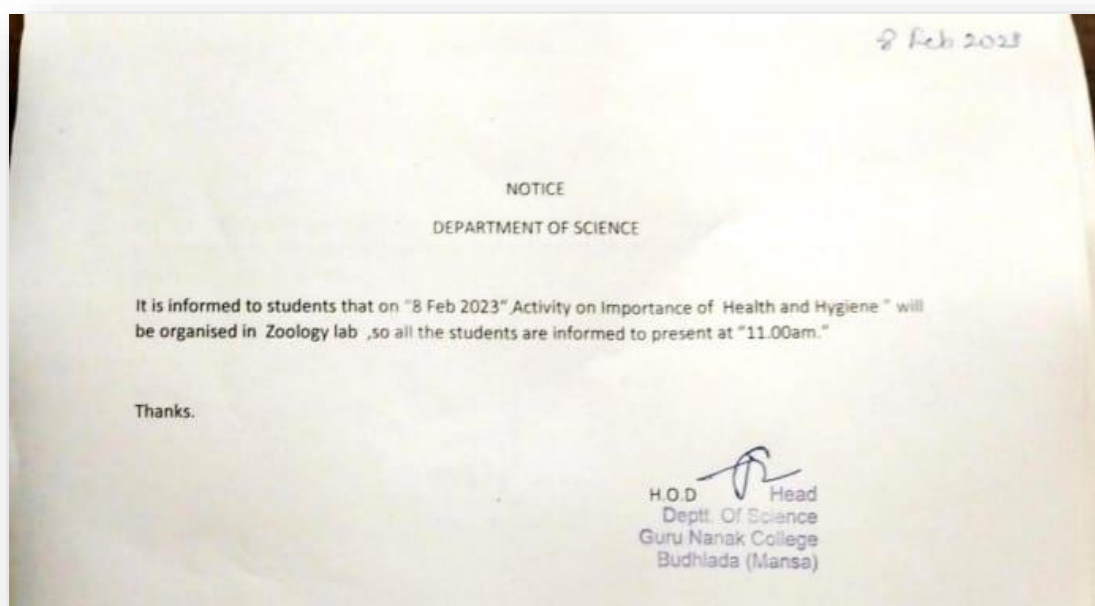 8 Feb 2023
NOTICE
DEPARTMENT OF SCIENCE
It is informed to students that on "8 Feb 2023" Activity on Importance of Health and Hygiene " will
be organised in Zoology lab ,so all the students are informed to present at "11.00am."
Thanks.
H.O.D Head
Deptt. Of Science
Guru Nanak College
Budhlada (Mansa)